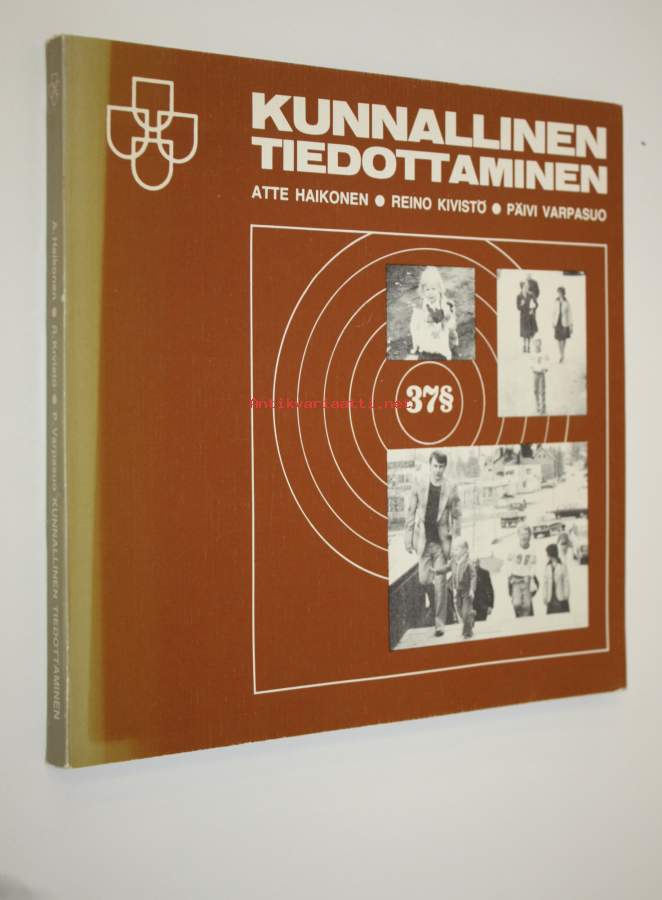 KUNNALLINEN
TIEDOTTAMINEN
ATTE HAIKONEN ● REINO KIVISTÖ ● PÄIVI VARPASUO
37§
Antikvariaatti.net
A. Haikonen ● R. Kivistö ● P. Varpasuo KUNNALLINEN TIEDOTTAMINEN